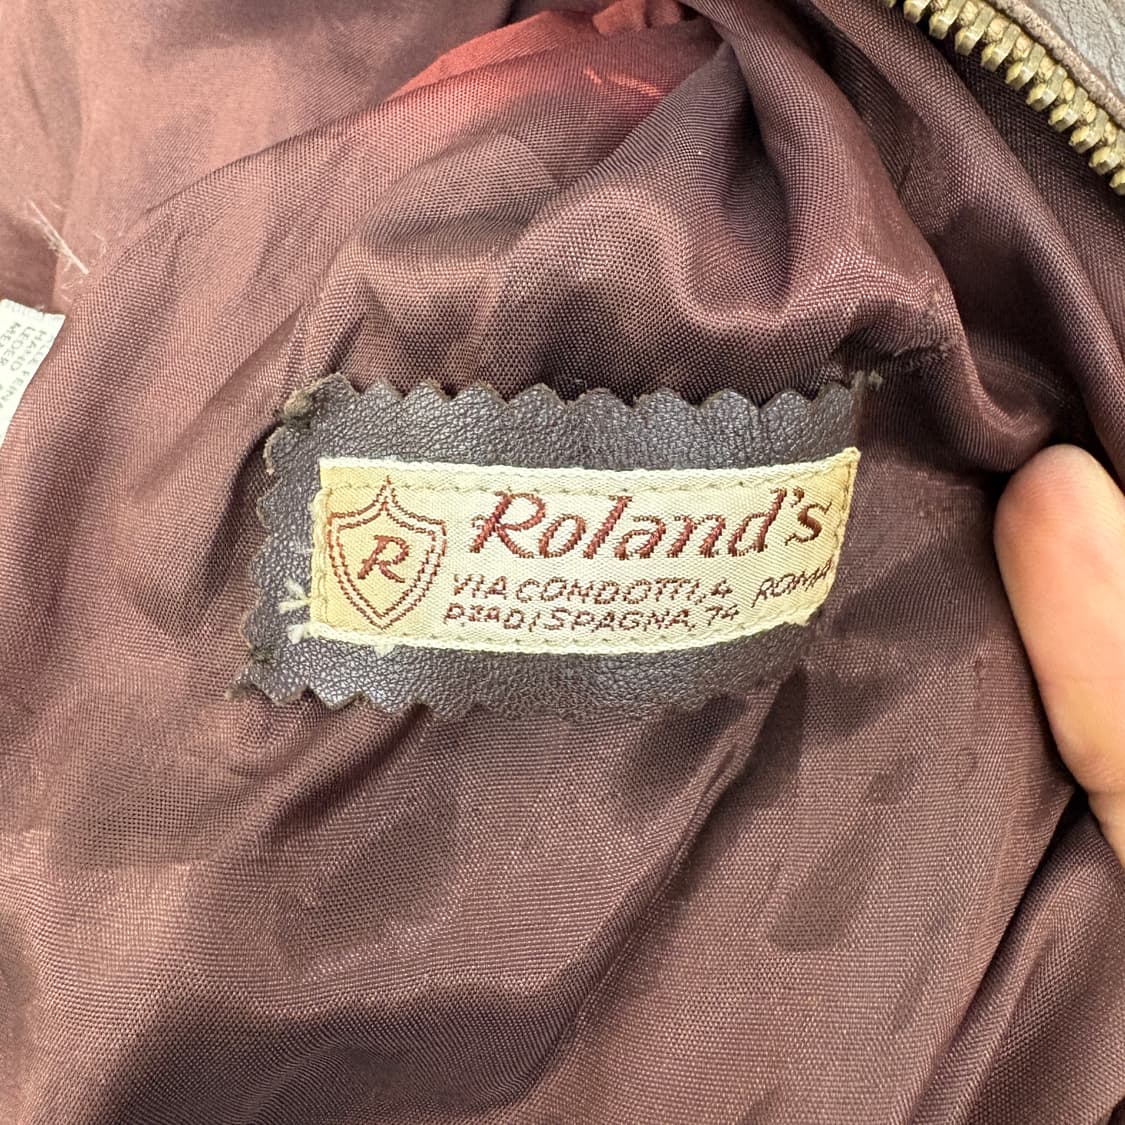 R
Roland's
VIA CONDOTTI, 4 ROMA
P.ZA DI SPAGNA, 74